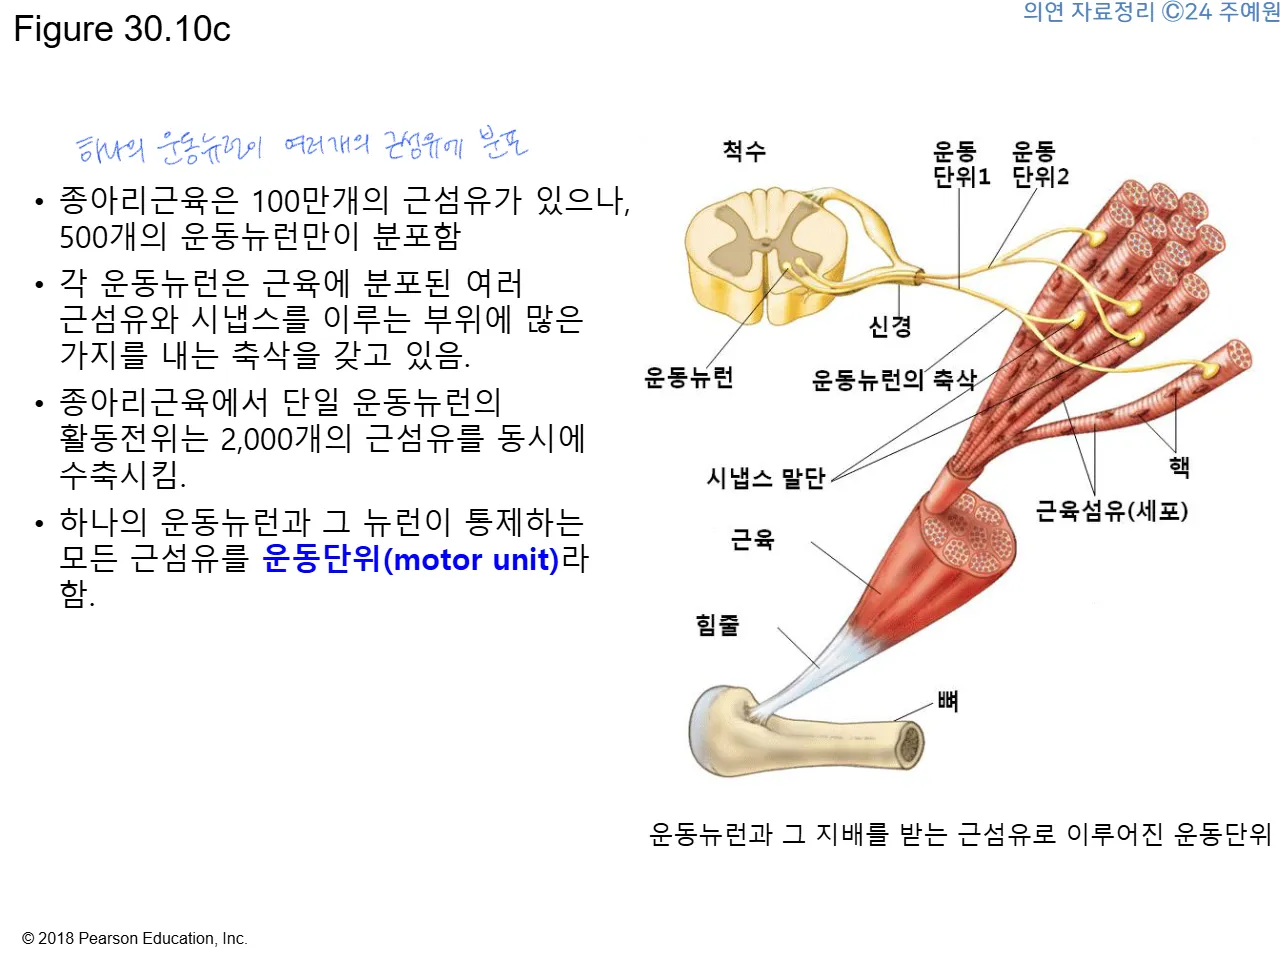 의연 자료정리 Ⓒ24 주예원
Figure 30.10c
하나의 운동뉴런이 여러개의 근섬유에 분포
• 종아리근육은 100만개의 근섬유가 있으나,
500개의 운동뉴런만이 분포함
• 각 운동뉴런은 근육에 분포된 여러
근섬유와 시냅스를 이루는 부위에 많은
가지를 내는 축삭을 갖고 있음.
• 종아리근육에서 단일 운동뉴런의
활동전위는 2,000개의 근섬유를 동시에
수축시킴.
• 하나의 운동뉴런과 그 뉴런이 통제하는
모든 근섬유를 운동단위(motor unit)라
함.
척수
운동
단위1
운동
단위2
신경
운동뉴런
운동뉴런의 축삭
시냅스 말단
핵
근육섬유(세포)
근육
힘줄
뼈
운동뉴런과 그 지배를 받는 근섬유로 이루어진 운동단위
© 2018 Pearson Education, Inc.